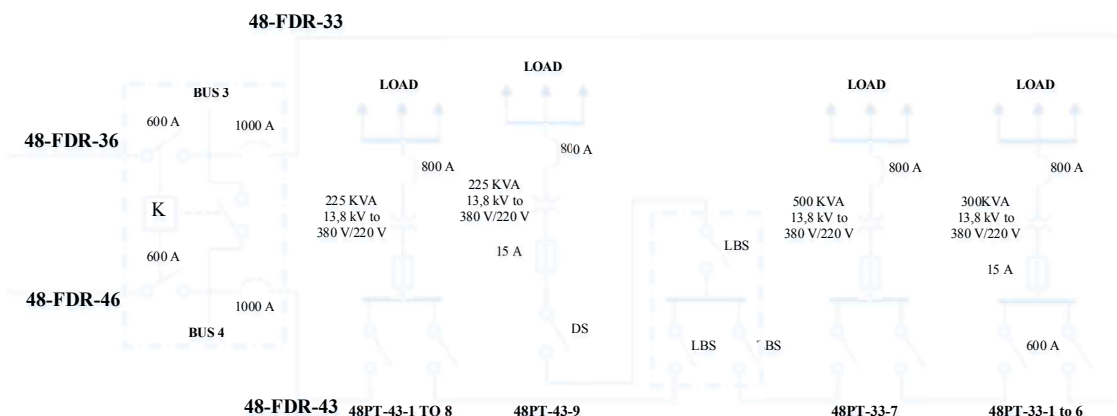 48-FDR-33
LOAD
LOAD
LOAD
LOAD
BUS 3
600 A
1000 A
48-FDR-36
800 A
800 A
800 A
800 A
225 KVA
13,8 kV to
380 V/220 V
225 KVA
13,8 kV to
380 V/220 V
500 KVA
13,8 kV to
380 V/220 V
300KVA
13,8 kV to
380 V/220 V
K
600 A
15 A
LBS
15 A
48-FDR-46
1000 A
BUS 4
DS
LBS
LBS
600 A
48-FDR-43
48PT-43-1 TO 8
48PT-43-9
48PT-33-7
48PT-33-1 to 6